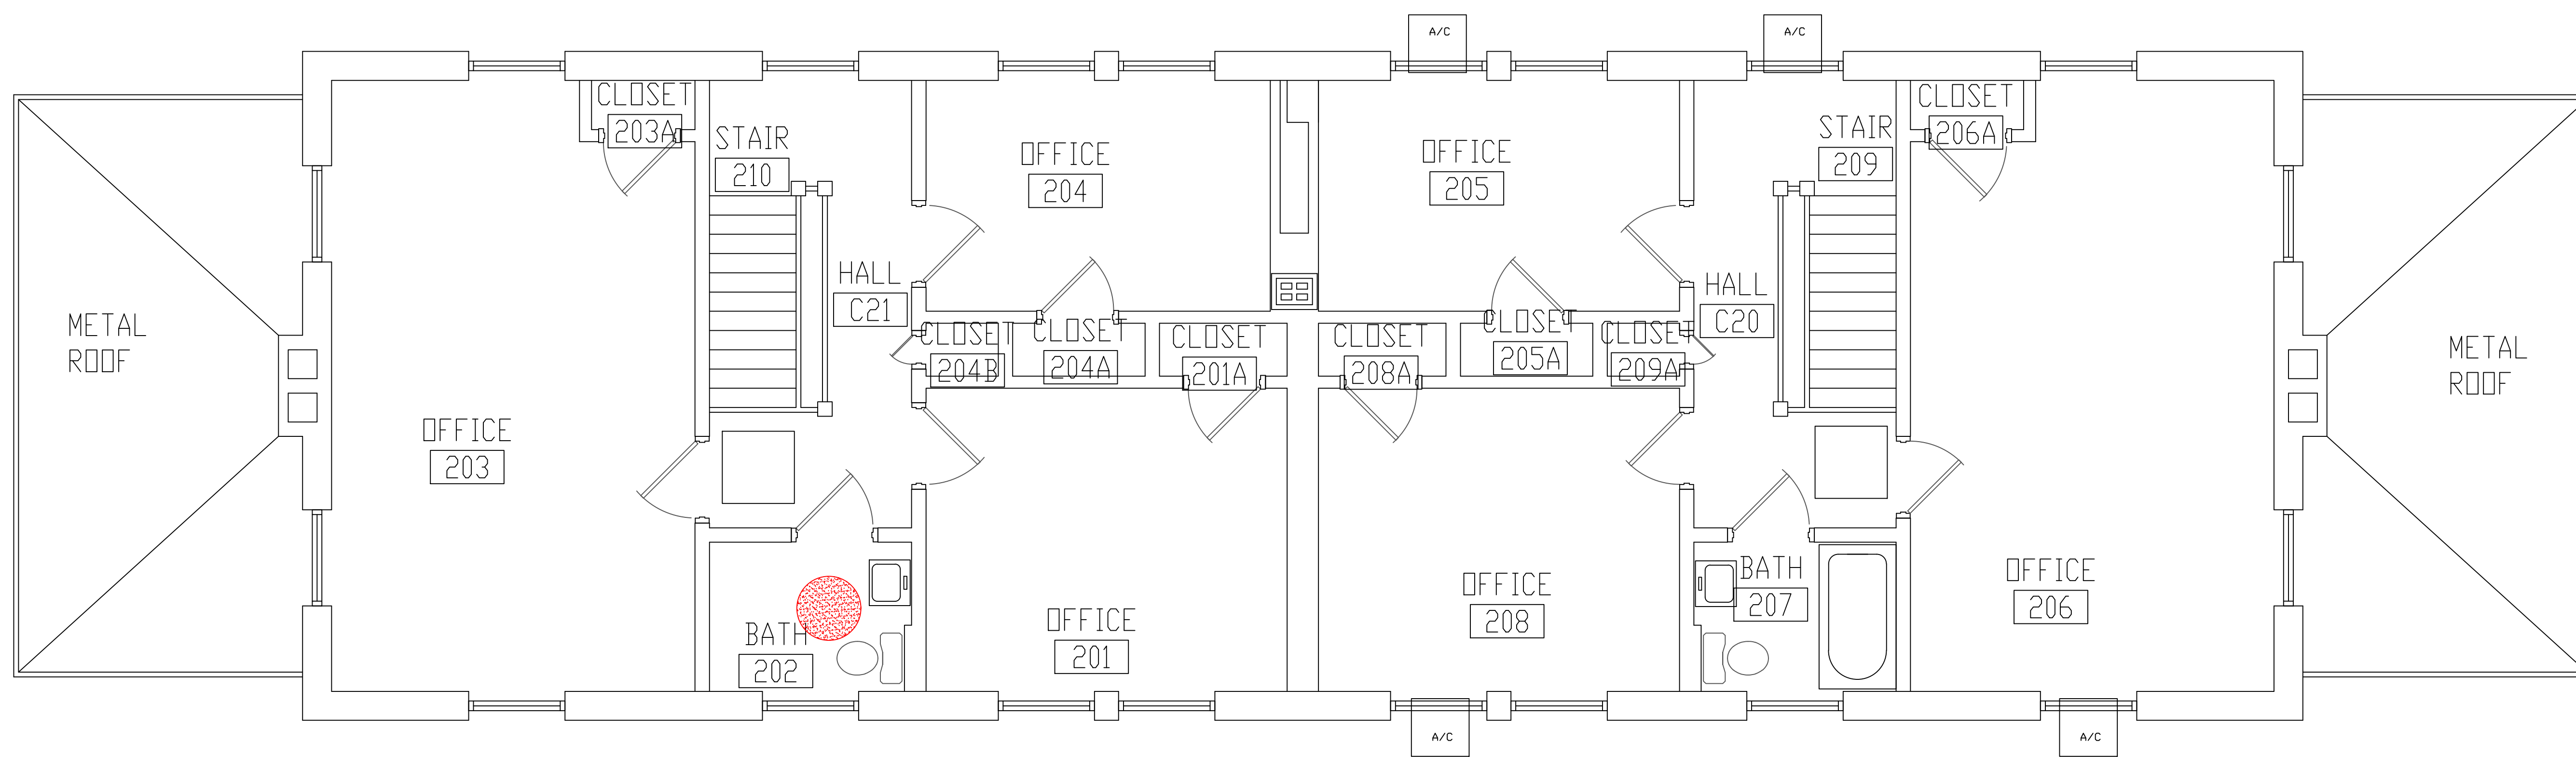 A/C
A/C
CLOSET
203A
STAIR
210
OFFICE
204
OFFICE
205
STAIR
209
CLOSET
206A
HALL
C21
HALL
C20
METAL
ROOF
CLOSET
204B
CLOSET
204A
CLOSET
201A
CLOSET
208A
CLOSET
205A
CLOSET
209A
METAL
ROOF
OFFICE
203
BATH
202
OFFICE
201
OFFICE
208
BATH
207
OFFICE
206
A/C
A/C